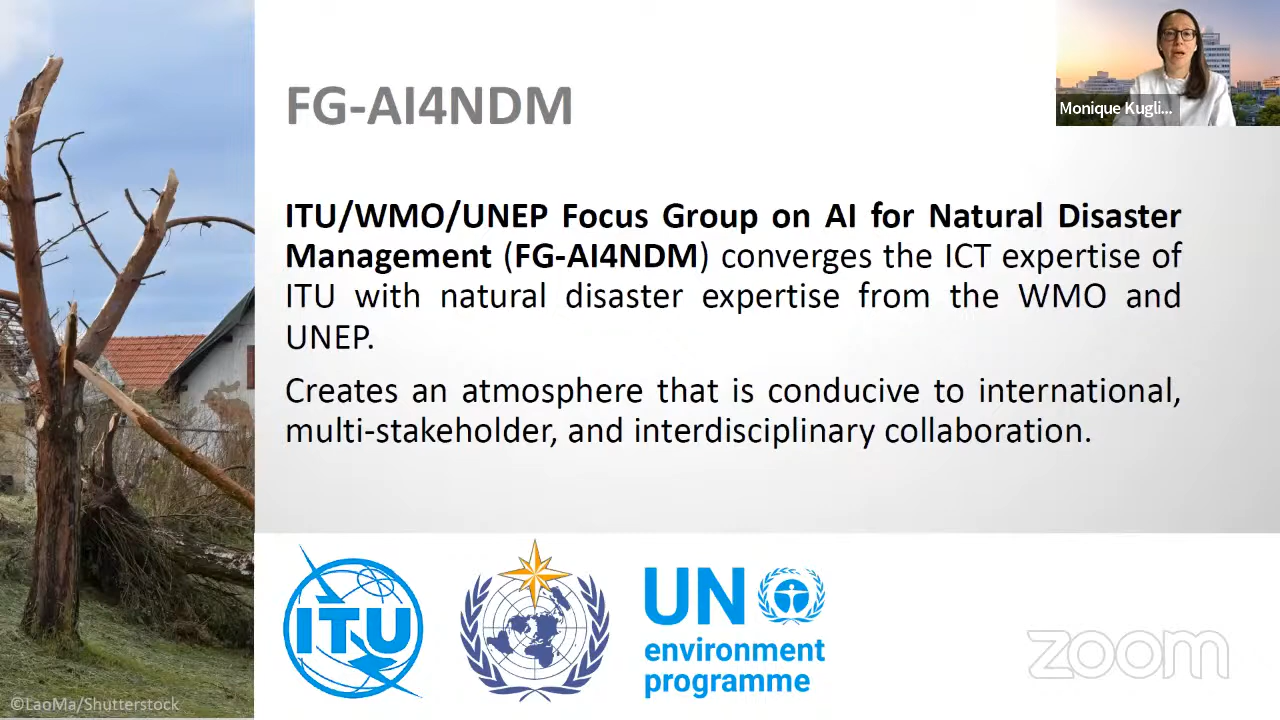 FG-AI4NDM
Monique Kugli...
ITU/WMO/UNEP Focus Group on AI for Natural Disaster
Management (FG-AI4NDM) converges the ICT expertise of
ITU with natural disaster expertise from the WMO and
UNEP.
Creates an atmosphere that is conducive to international,
multi-stakeholder, and interdisciplinary collaboration.
ITU
UN
environment
programme
zoom
©LaoMa/Shutterstock